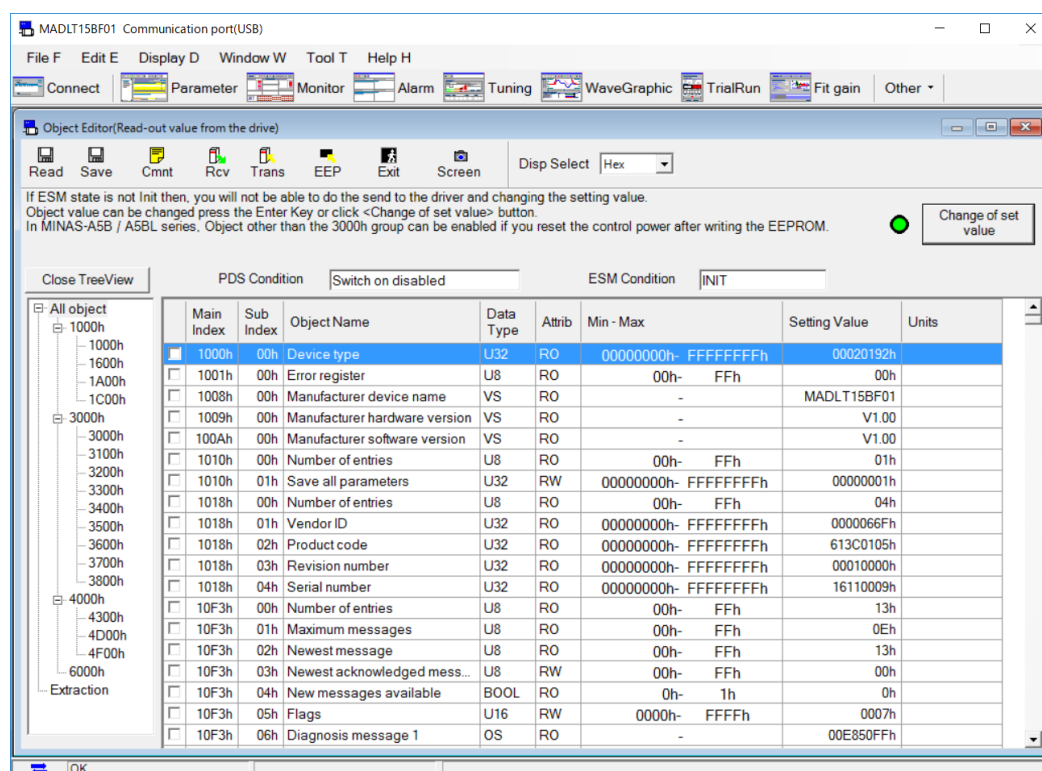 MADLT15BF01 Communication port(USB)
File F Edit E Display D Window W Tool T Help H
Connect Parameter Monitor Alarm Tuning WaveGraphic TrialRun Fit gain Other
Object Editor(Read-out value from the drive)
Read Save Cmnt Rcv Trans EEP Exit Screen Disp Select Hex
If ESM state is not Init then, you will not be able to do the send to the driver and changing the setting value.
Object value can be changed press the Enter Key or click <Change of set value> button.
In MINAS-A5B / A5BL series, Object other than the 3000h group can be enabled if you reset the control power after writing the EEPROM.
Change of set
value
Close TreeView PDS Condition Switch on disabled ESM Condition INIT
All object
1000h
1000h
1600h
1A00h
1C00h
3000h
3000h
3100h
3200h
3300h
3400h
3500h
3600h
3700h
3800h
4000h
4300h
4D00h
4F00h
6000h
Extraction
Main Index Sub Index Object Name Data Type Attrib Min - Max Setting Value Units
1000h 00h Device type U32 RO 00000000h- FFFFFFFFh 00020192h
1001h 00h Error register U8 RO 00h- FFh 00h
1008h 00h Manufacturer device name VS RO - MADLT15BF01
1009h 00h Manufacturer hardware version VS RO - V1.00
100Ah 00h Manufacturer software version VS RO - V1.00
1010h 00h Number of entries U8 RO 00h- FFh 01h
1010h 01h Save all parameters U32 RW 00000000h- FFFFFFFFh 00000001h
1018h 00h Number of entries U8 RO 00h- FFh 04h
1018h 01h Vendor ID U32 RO 00000000h- FFFFFFFFh 0000066Fh
1018h 02h Product code U32 RO 00000000h- FFFFFFFFh 613C0105h
1018h 03h Revision number U32 RO 00000000h- FFFFFFFFh 00010000h
1018h 04h Serial number U32 RO 00000000h- FFFFFFFFh 16110009h
10F3h 00h Number of entries U8 RO 00h- FFh 13h
10F3h 01h Maximum messages U8 RO 00h- FFh 0Eh
10F3h 02h Newest message U8 RO 00h- FFh 13h
10F3h 03h Newest acknowledged mess... U8 RW 00h- FFh 00h
10F3h 04h New messages available BOOL RO 0h- 1h 0h
10F3h 05h Flags U16 RW 0000h- FFFFh 0007h
10F3h 06h Diagnosis message 1 OS RO - 00E850FFh
OK